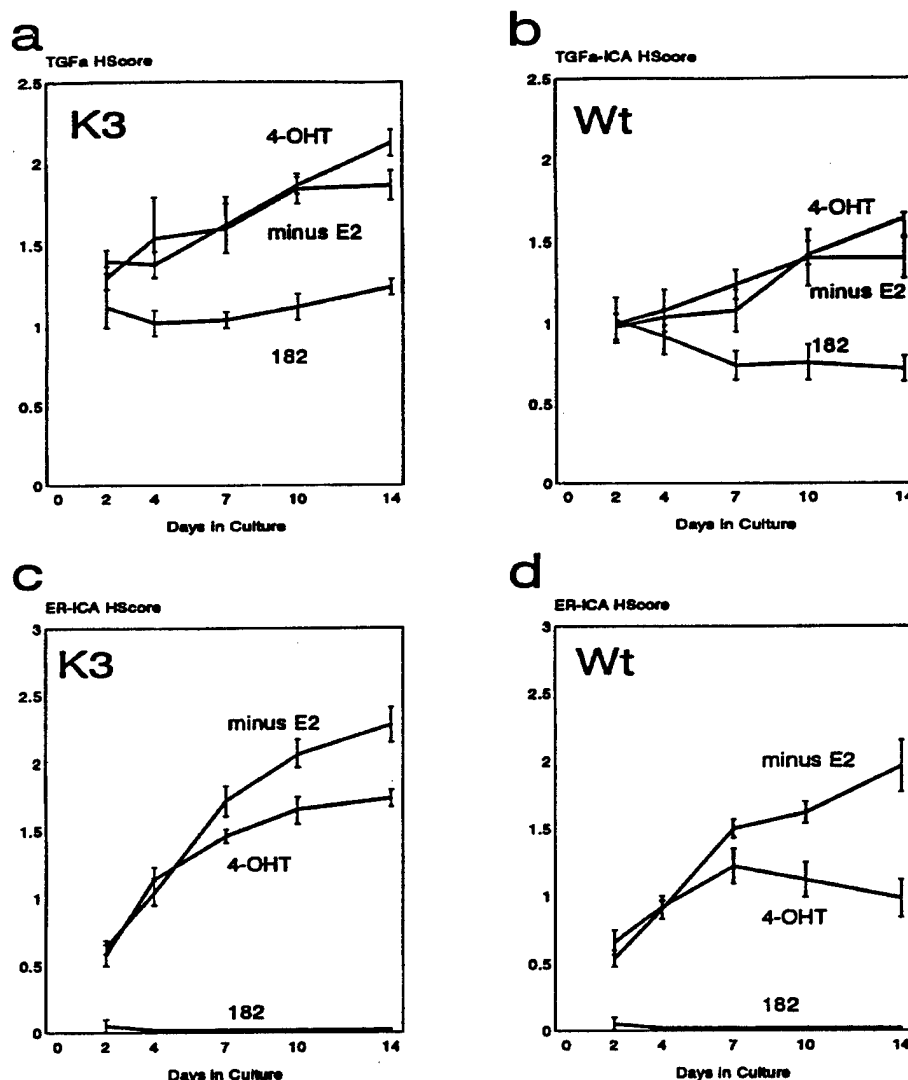 a
TGFa HScore
2.5
2
1.5
1
0.5
0
K3
4-OHT
minus E2
182
0 2 4 7 10 14
Days in Culture
b
TGFa-ICA HScore
2.5
2
1.5
1
0.5
0
Wt
4-OHT
minus E2
182
0 2 4 7 10 14
Days in Culture
c
ER-ICA HScore
3
2.5
2
1.5
1
0.5
0
K3
minus E2
4-OHT
182
0 2 4 7 10 14
Days in Culture
d
ER-ICA HScore
3
2.5
2
1.5
1
0.5
0
Wt
minus E2
4-OHT
182
0 2 4 7 10 14
Days in Culture